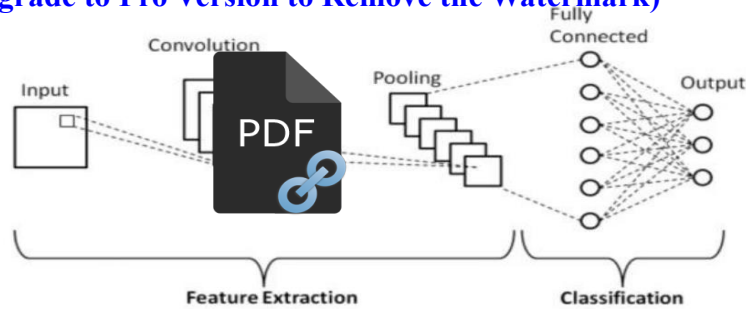 grade to Pro Version to Remove the Watermark)
Fully
Connected
Convolution
Pooling
Output
Input
PDF
Feature Extraction
Classification